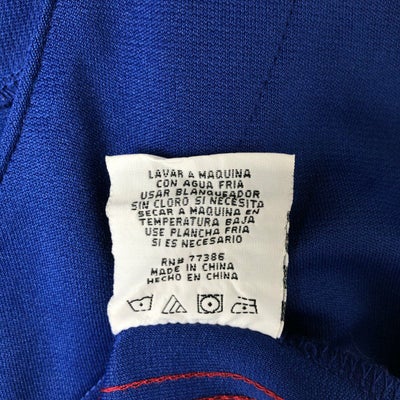 LAVAR A MAQUINA
CON AGUA FRIA
USAR BLANQUEADOR
SIN CLORO SI NECESITA
SECAR A MAQUINA EN
TEMPERATURA BAJA
USE PLANCHA FRIA
SI ES NECESARIO
RN# 77386
MADE IN CHINA
HECHO EN CHINA